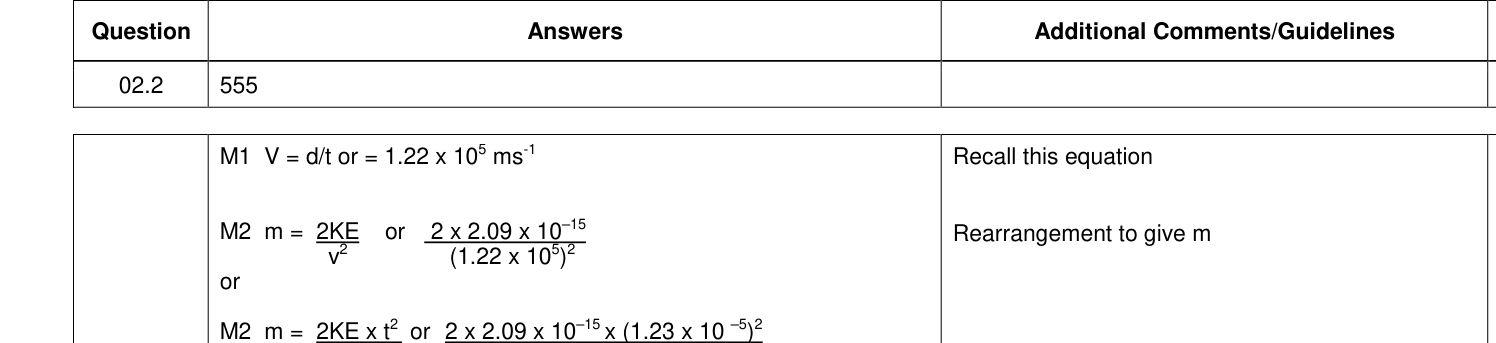 Question Answers Additional Comments/Guidelines
02.2 555
M1 V = d/t or = 1.22 x 10⁵ ms⁻¹ Recall this equation
M2 m = 2KE or 2 x 2.09 x 10⁻¹⁵ Rearrangement to give m
v² (1.22 x 10⁵)²
or
M2 m = 2KE x t² or 2 x 2.09 x 10⁻¹⁵ x (1.23 x 10 ⁻⁵)²